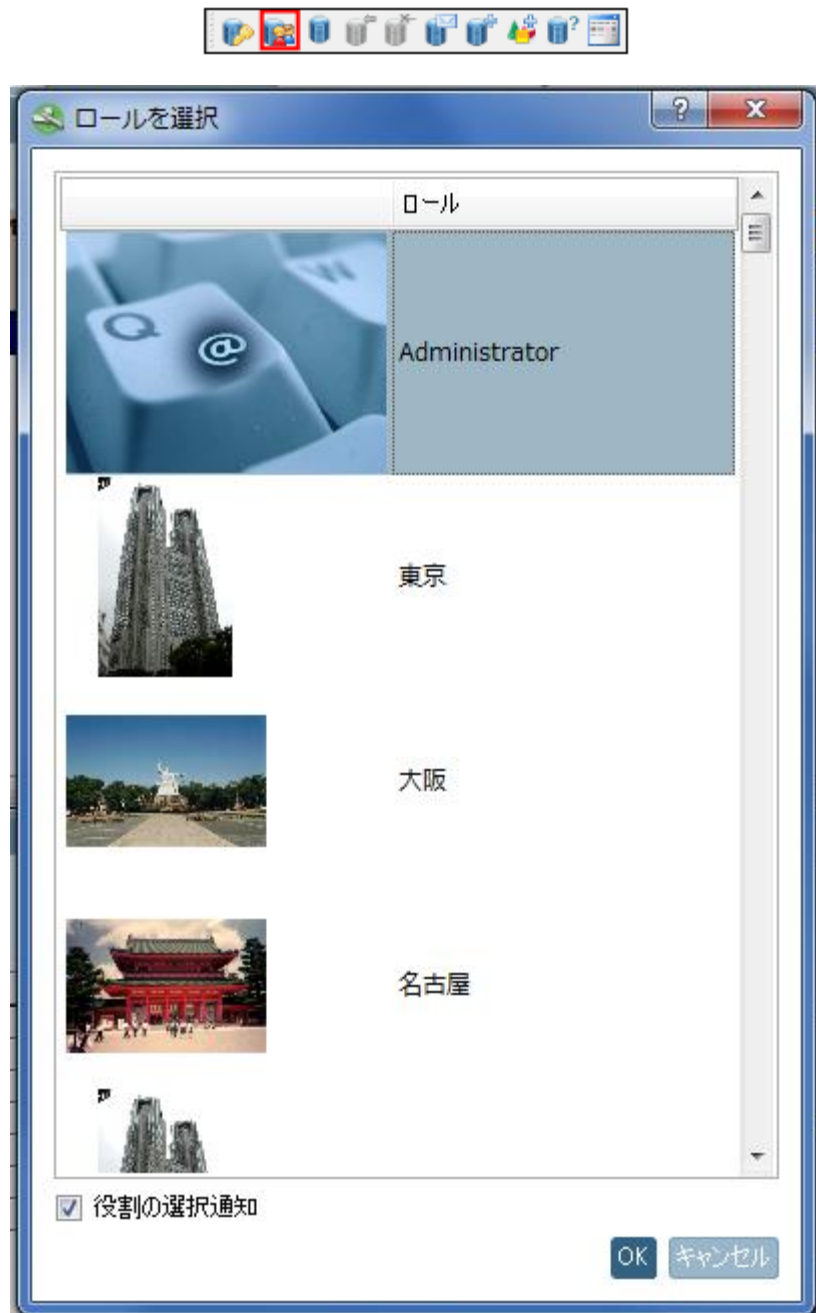 ?
ロールを選択
?
X
ロール
Q
W
@
Administrator
東京
大阪
名古屋
役割の選択通知
OK
キャンセル